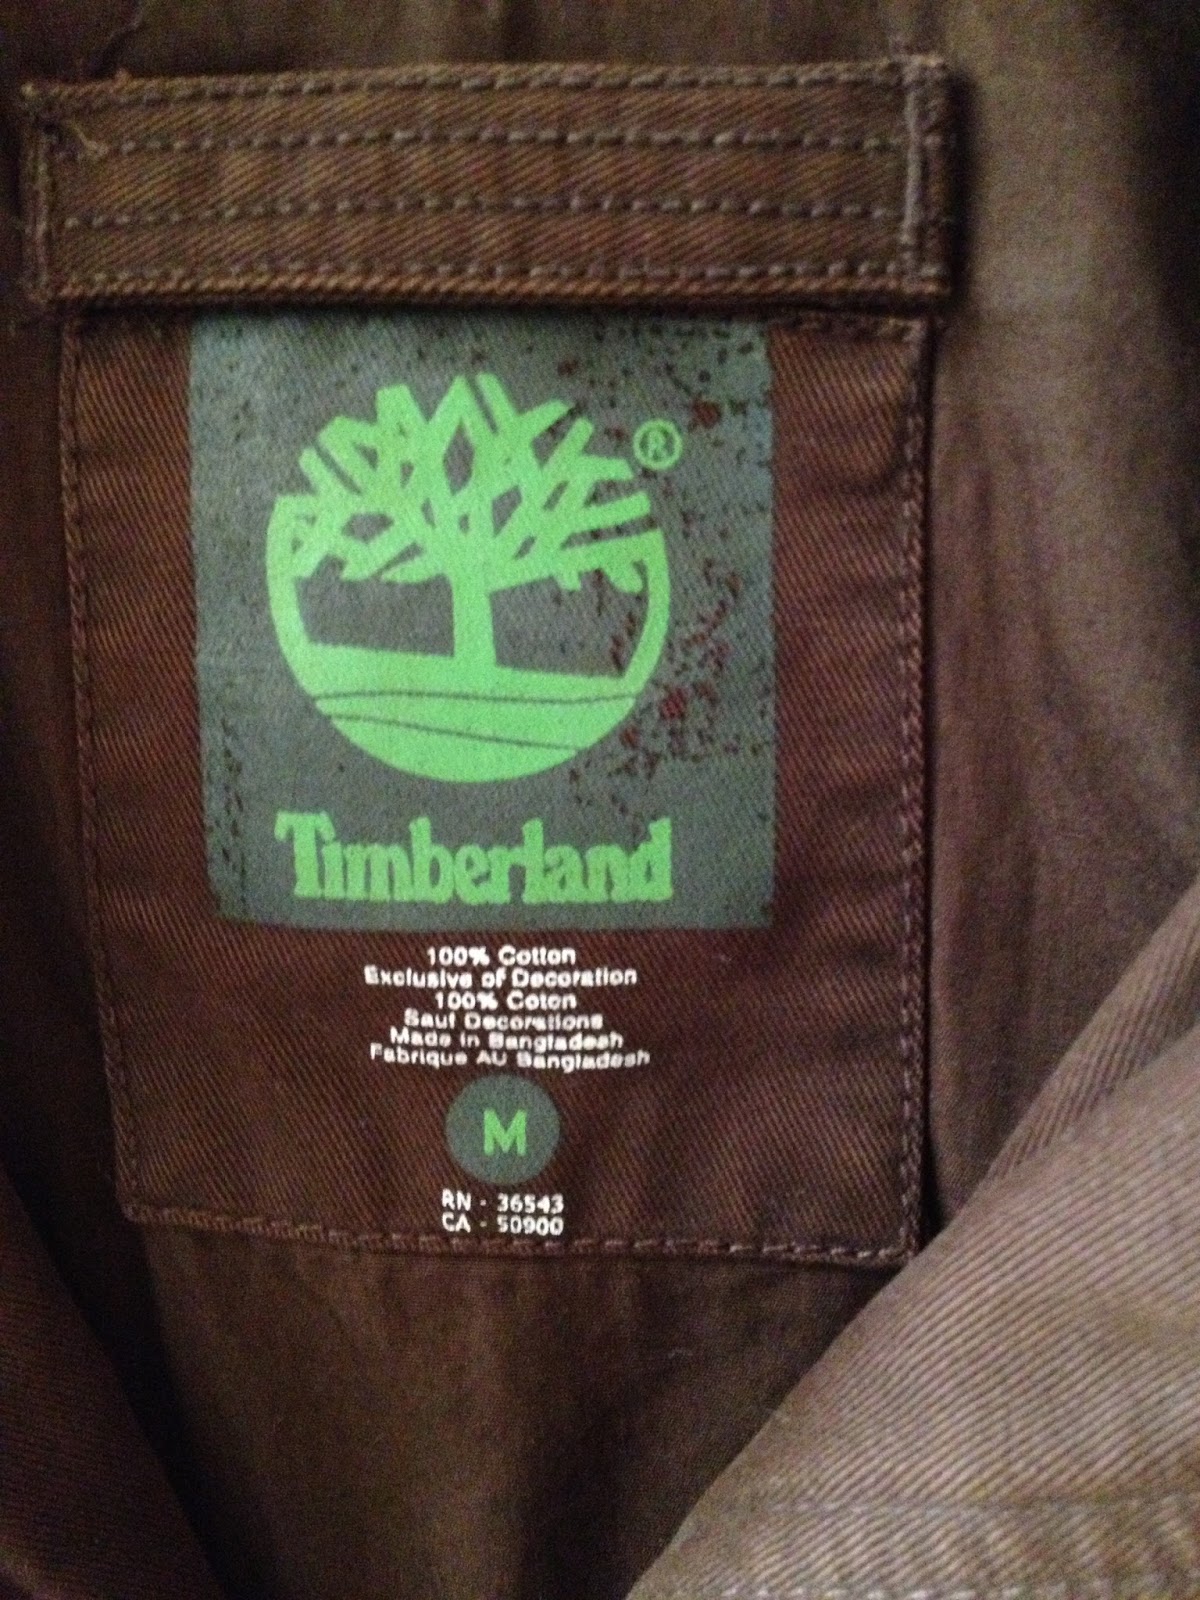 ®
Timberland
100% Cotton
Exclusive of Decoration
100% Coton
Sauf Decorations
Made in Bangladesh
Fabrique AU Bangladesh
M
RN - 36543
CA - 50900